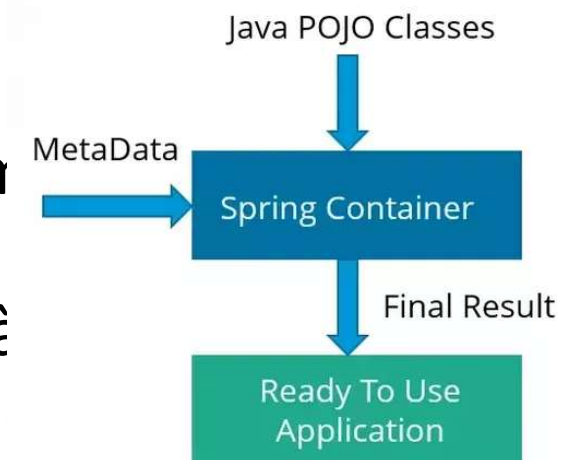 Java POJO Classes
MetaData
Spring Container
Final Result
Ready To Use
Application